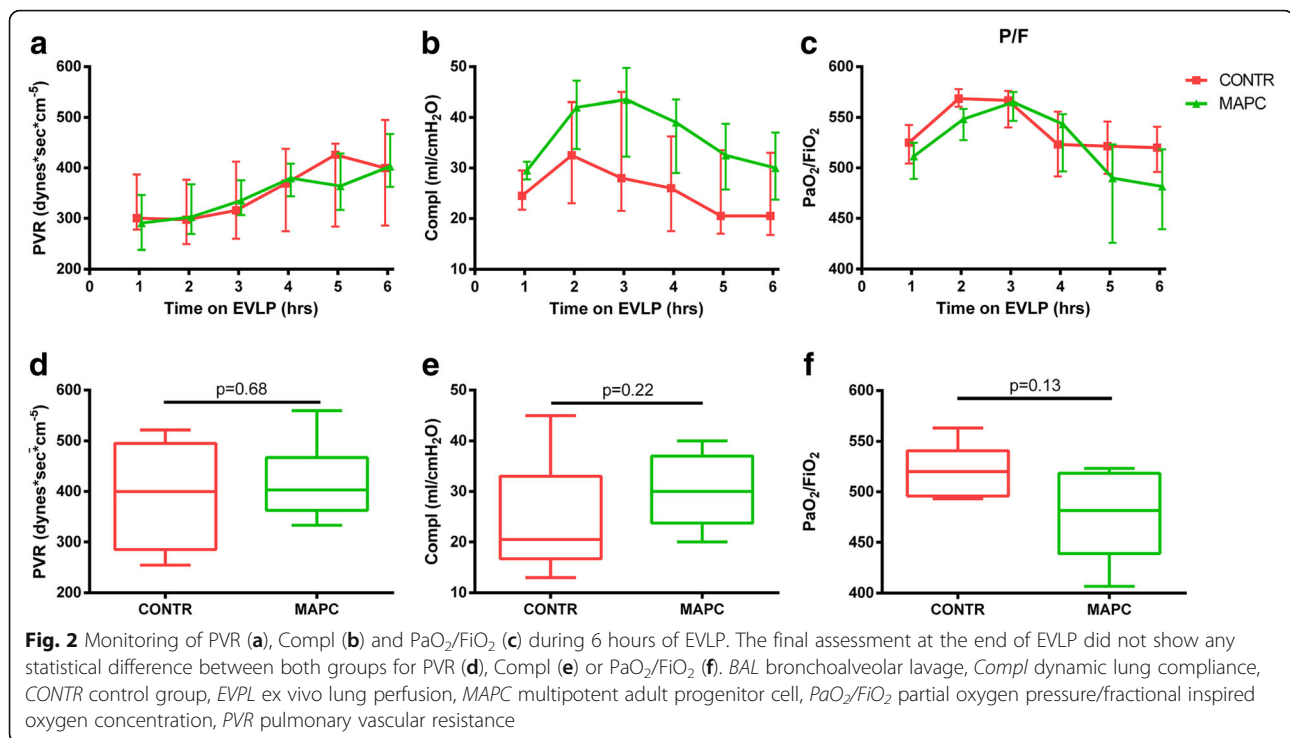 a
b
c
P/F
CONTR
MAPC
PVR (dynes*sec*cm-5)
600
500
400
300
200
0
1
2
3
4
5
6
Time on EVLP (hrs)
Compl (ml/cmH2O)
50
40
30
20
10
0
1
2
3
4
5
6
Time on EVLP (hrs)
PaO2/FiO2
600
550
500
450
400
0
1
2
3
4
5
6
Time on EVLP (hrs)
d
p=0.68
PVR (dynes*sec*cm-5)
600
500
400
300
200
CONTR
MAPC
e
p=0.22
Compl (ml/cmH2O)
50
40
30
20
10
CONTR
MAPC
f
p=0.13
PaO2/FiO2
600
550
500
450
400
CONTR
MAPC
Fig. 2 Monitoring of PVR (a), Compl (b) and PaO2/FiO2 (c) during 6 hours of EVLP. The final assessment at the end of EVLP did not show any
statistical difference between both groups for PVR (d), Compl (e) or PaO2/FiO2 (f). BAL bronchoalveolar lavage, Compl dynamic lung compliance,
CONTR control group, EVPL ex vivo lung perfusion, MAPC multipotent adult progenitor cell, PaO2/FiO2 partial oxygen pressure/fractional inspired
oxygen concentration, PVR pulmonary vascular resistance